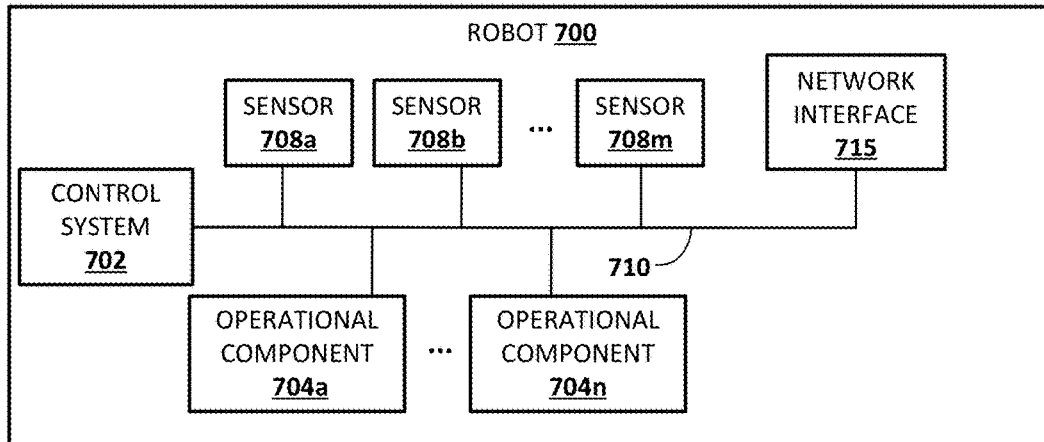 ROBOT 700
SENSOR
708a
SENSOR
708b
...
SENSOR
708m
NETWORK
INTERFACE
715
CONTROL
SYSTEM
702
710
OPERATIONAL
COMPONENT
704a
...
OPERATIONAL
COMPONENT
704n